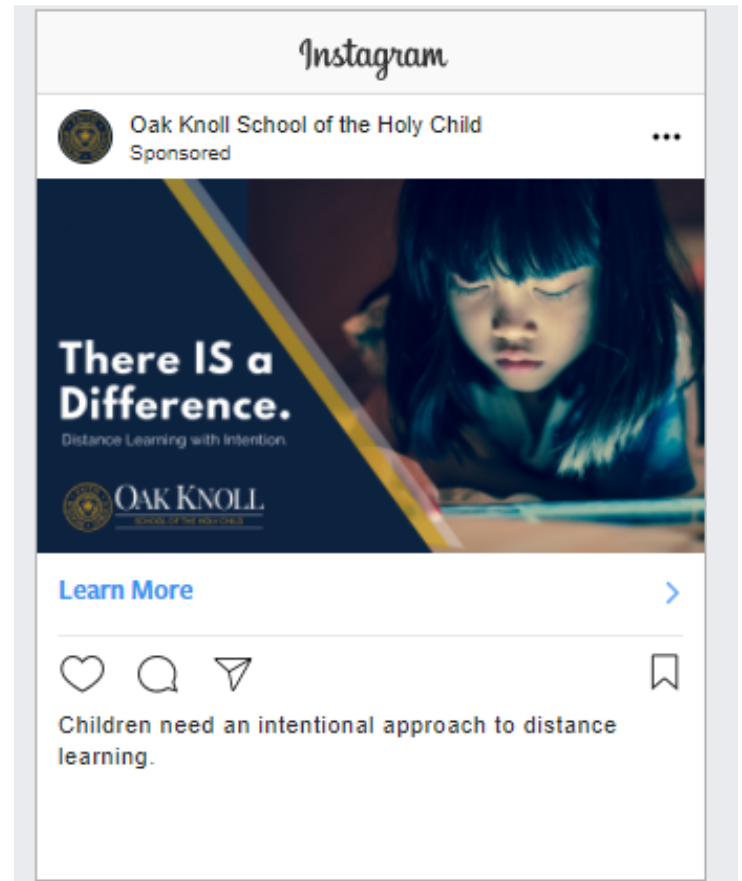 Instagram
Oak Knoll School of the Holy Child
Sponsored
There IS a
Difference.
Distance Learning with Intention.
OAK KNOLL
SCHOOL OF THE HOLY CHILD
Learn More
Children need an intentional approach to distance
learning.